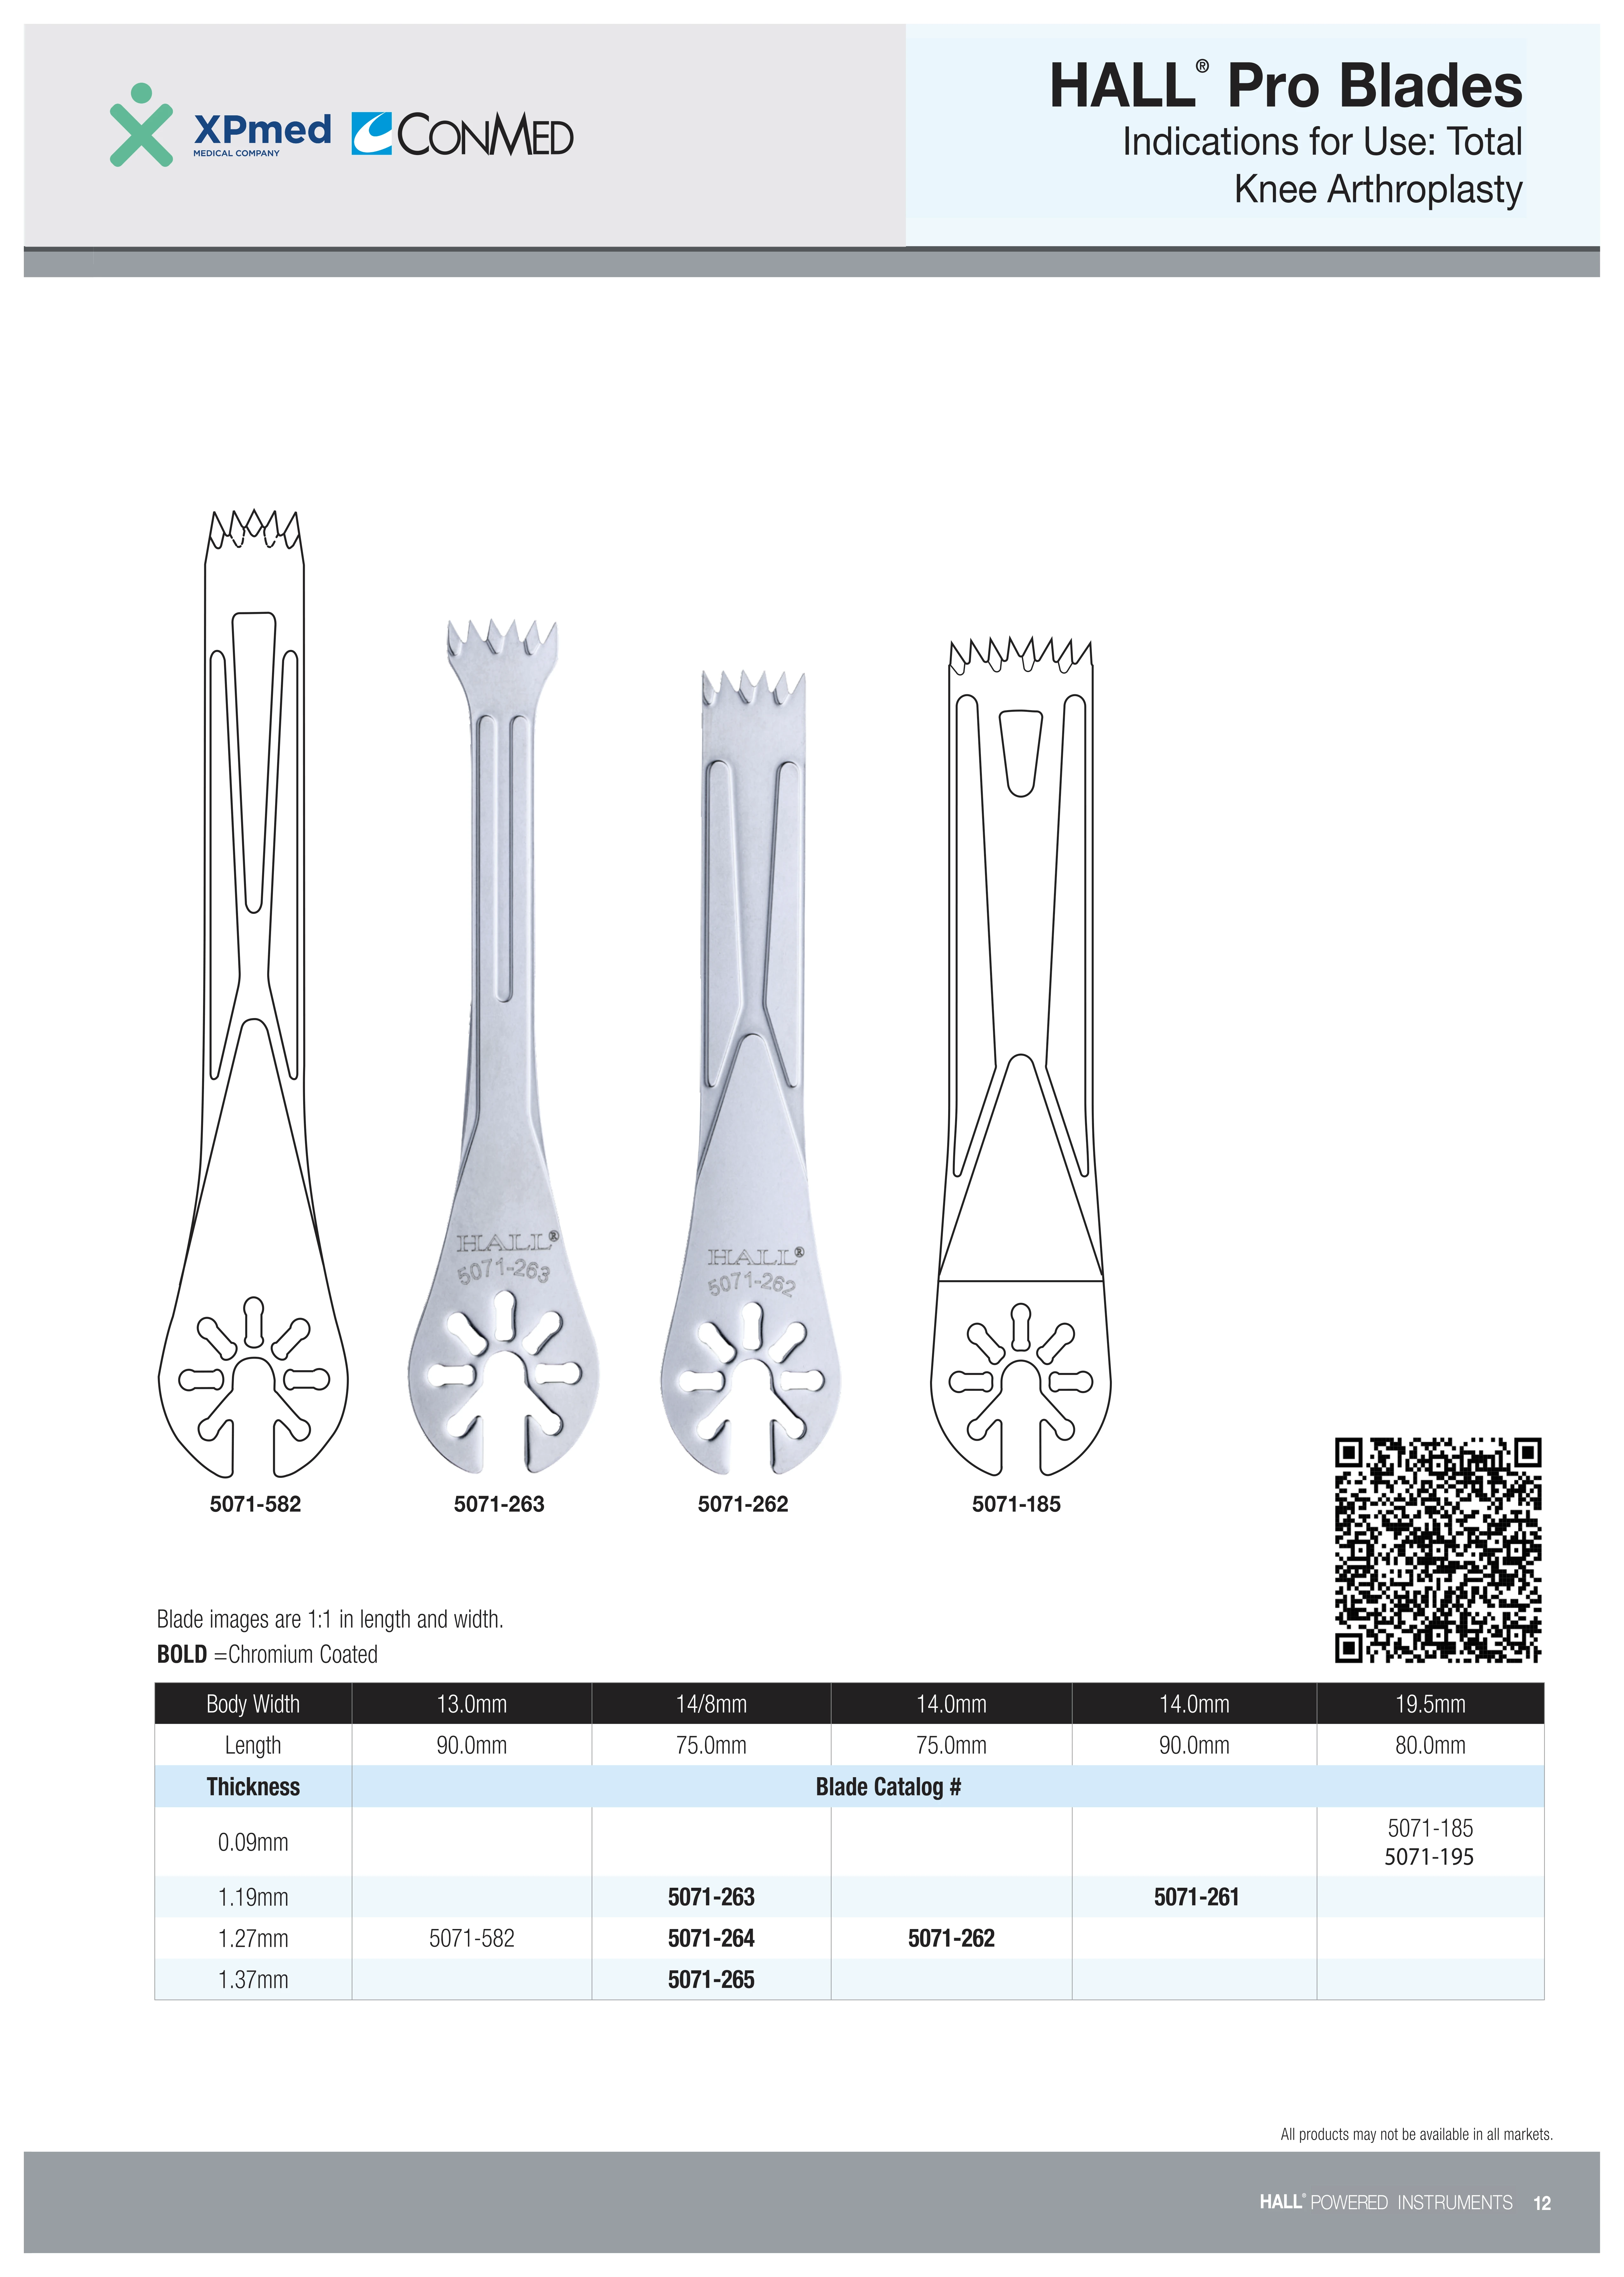 XPmed
MEDICAL COMPANY
CONMED
HALL® Pro Blades
Indications for Use: Total
Knee Arthroplasty
HALL®
5071-263
HALL®
5071-262
5071-582 5071-263 5071-262 5071-185
Blade images are 1:1 in length and width.
BOLD =Chromium Coated
Body Width 13.0mm 14/8mm 14.0mm 14.0mm 19.5mm
Length 90.0mm 75.0mm 75.0mm 90.0mm 80.0mm
Thickness Blade Catalog #
0.09mm 5071-185
5071-195
1.19mm 5071-263 5071-261
1.27mm 5071-582 5071-264 5071-262
1.37mm 5071-265
All products may not be available in all markets.
HALL® POWERED INSTRUMENTS 12